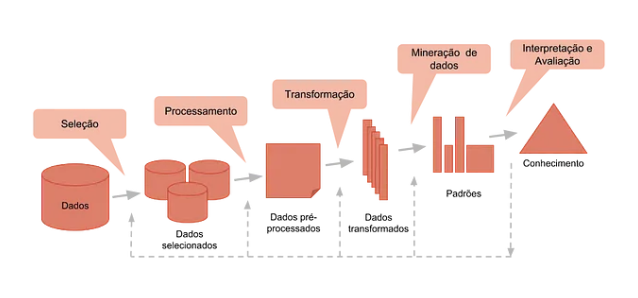 Seleção
Processamento
Transformação
Mineração de
dados
Interpretação e
Avaliação
Dados
Dados
selecionados
Dados pré-
processados
Dados
transformados
Padrões
Conhecimento